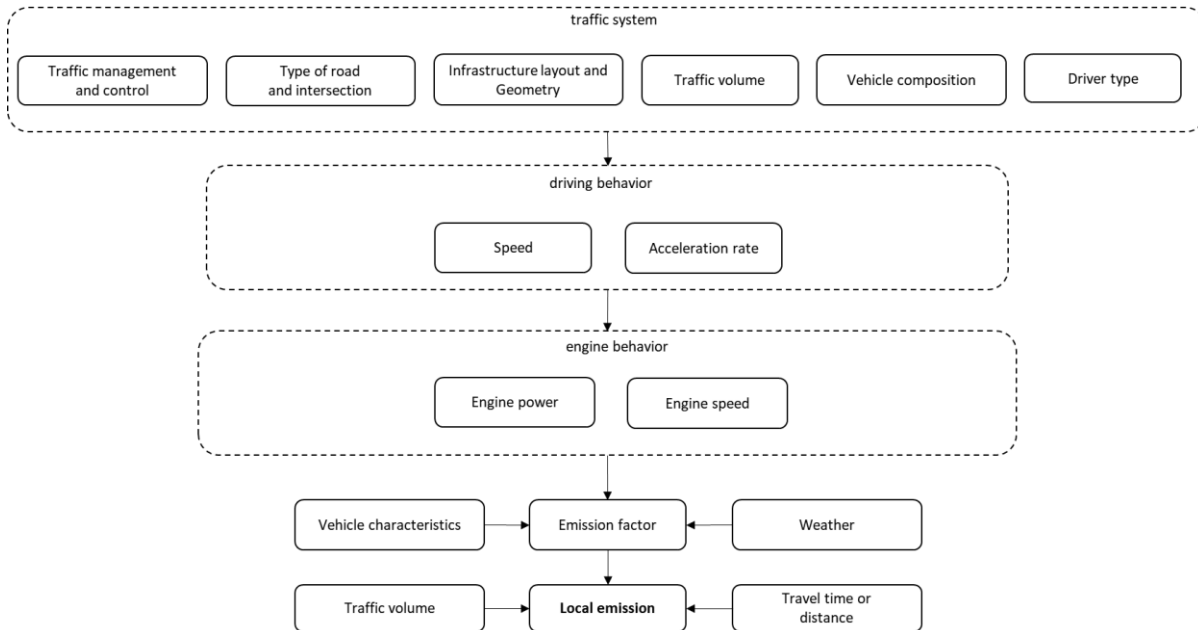 traffic system
Traffic management
and control
Type of road
and intersection
Infrastructure layout and
Geometry
Traffic volume
Vehicle composition
Driver type
driving behavior
Speed
Acceleration rate
engine behavior
Engine power
Engine speed
Vehicle characteristics
Emission factor
Weather
Traffic volume
Local emission
Travel time or
distance